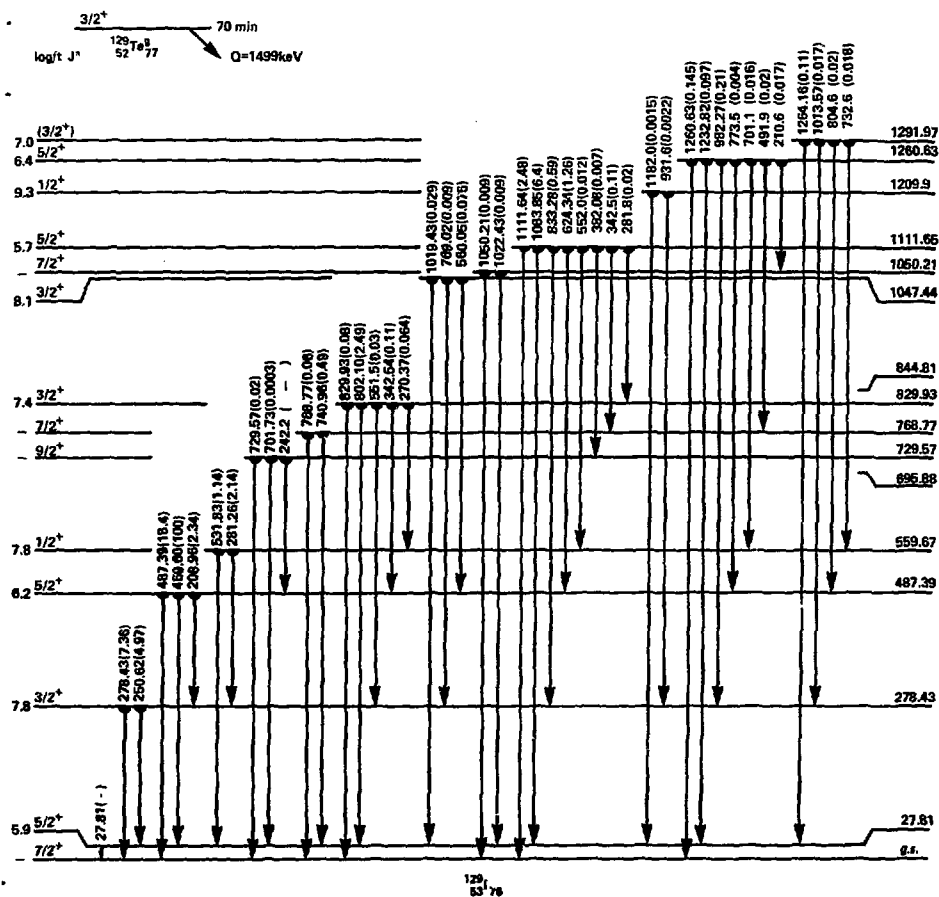 3/2+ 70 min
129 52 Te g 77
logft Jπ Q=1499keV
1264.16(0.11)
1013.57(0.017)
804.6 (0.02)
732.6 (0.018)
1260.63(0.145)
1232.82(0.097)
982.27(0.21)
773.5 (0.004)
701.1 (0.016)
491.9 (0.02)
210.6 (0.017)
1182.0(0.0015)
931.6(0.0022)
1111.64(2.48)
1083.85(6.4)
833.28(0.59)
624.34(1.26)
552.0(0.012)
382.08(0.007)
342.5(0.11)
281.8(0.02)
1050.21(0.009)
1022.43(0.009)
1019.43(0.029)
769.02(0.009)
560.05(0.075)
829.93(0.08)
802.10(2.49)
551.5(0.03)
342.54(0.11)
270.37(0.064)
768.77(0.06)
740.96(0.49)
729.57(0.02)
701.73(0.0003)
242.2 ( - )
531.83(1.14)
281.26(2.14)
487.39(18.4)
459.60(100)
208.96(2.34)
278.43(7.36)
250.62(4.97)
27.81( - )
7.0 (3/2+) 1291.97
6.4 5/2+ 1260.63
9.3 1/2+ 1209.9
5.7 5/2+ 1111.65
– 7/2+ 1050.21
8.1 3/2+ 1047.44
844.81
7.4 3/2+ 829.93
– 7/2+ 768.77
– 9/2+ 729.57
695.88
7.8 1/2+ 559.67
6.2 5/2+ 487.39
7.8 3/2+ 278.43
5.9 5/2+ 27.81
– 7/2+ g.s.
129 53 I 76